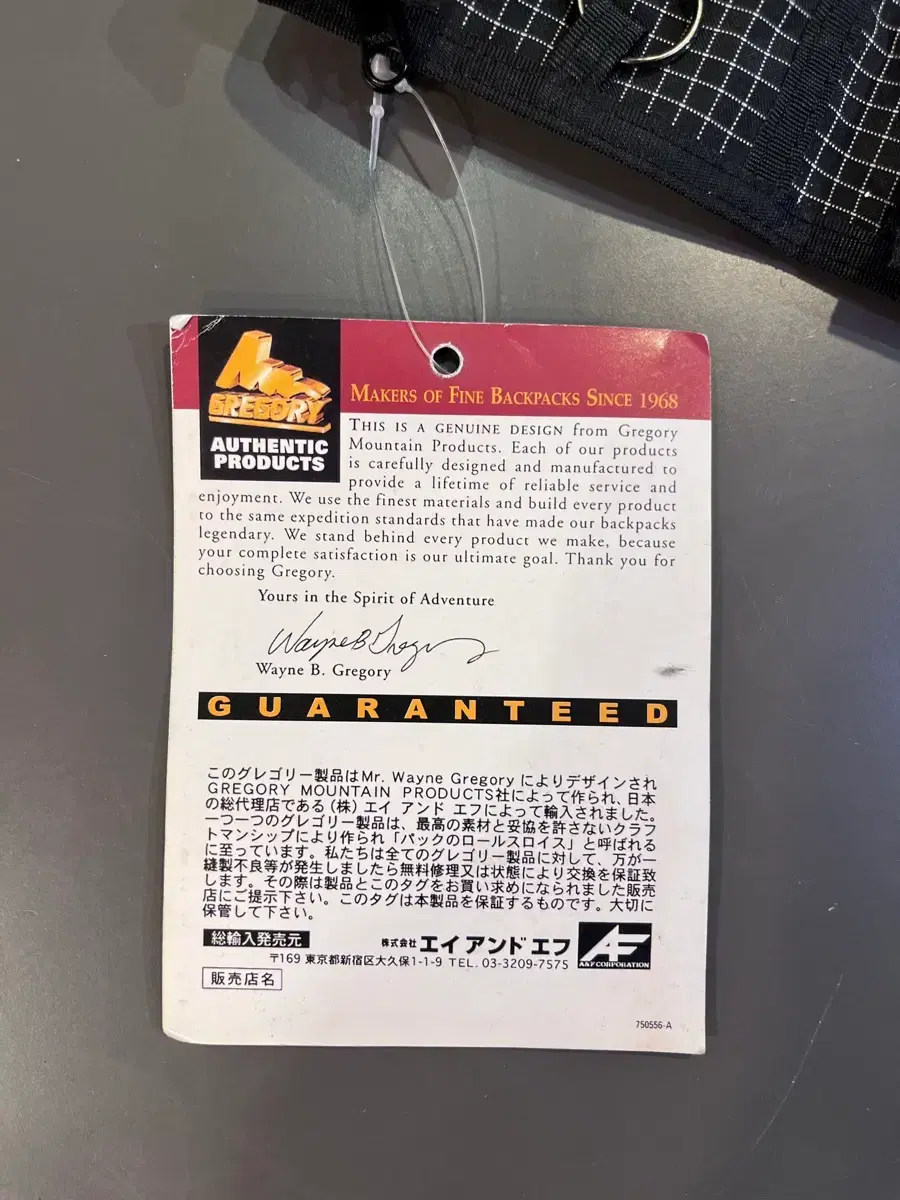 GREGORY
AUTHENTIC
PRODUCTS
MAKERS OF FINE BACKPACKS SINCE 1968
THIS IS A GENUINE DESIGN from Gregory
Mountain Products. Each of our products
is carefully designed and manufactured to
provide a lifetime of reliable service and
enjoyment. We use the finest materials and build every product
to the same expedition standards that have made our backpacks
legendary. We stand behind every product we make, because
your complete satisfaction is our ultimate goal. Thank you for
choosing Gregory.
Yours in the Spirit of Adventure
Wayne B Gregory
Wayne B. Gregory
GUARANTEED
このグレゴリー製品はMr. Wayne Gregory によりデザインされ
GREGORY MOUNTAIN PRODUCTS社によって作られ、日本
の総代理店である(株)エイ アンド エフによって輸入されました。
一つ一つのグレゴリー製品は、最高の素材と妥協を許さないクラフ
トマンシップにより作られ「バックのロールスロイス」と呼ばれる
に至っています。私たちは全てのグレゴリー製品に対して、万が一
縫製不良等が発生しましたら無料修理又は状態により交換を保証致
します。その際は製品とこのタグをお買い求めになられました販売
店にご提示下さい。このタグは本製品を保証するものです。大切に
保管して下さい。
総輸入発売元
株式会社 エイ アンド エフ
AF
A&F CORPORATION
〒169 東京都新宿区大久保1-1-9 TEL. 03-3209-7575
販売店名
750556-A